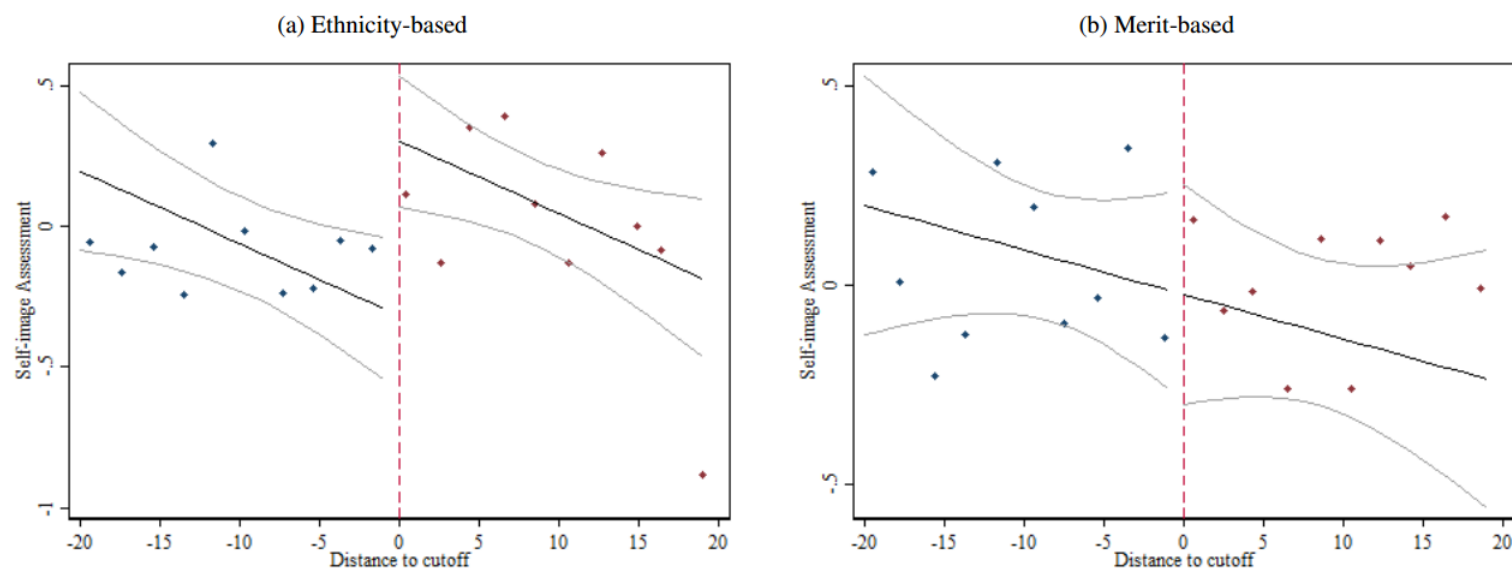 (a) Ethnicity-based
.5
0
-.5
-1
Self-image Assessment
-20 -15 -10 -5 0 5 10 15 20
Distance to cutoff
(b) Merit-based
.5
0
-.5
Self-image Assessment
-20 -15 -10 -5 0 5 10 15 20
Distance to cutoff